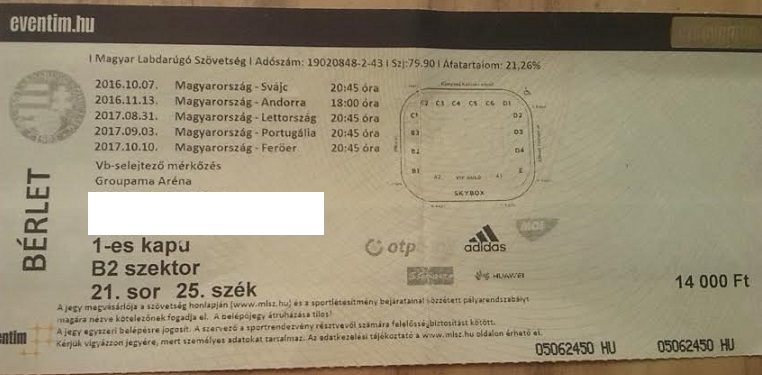 eventim.hu
I Magyar Labdarúgó Szövetség I Adószám: 19020848-2-43 I Szj:79.90 I Áfatartalom: 21,26%
2016.10.07. Magyarország - Svájc 20:45 óra
2016.11.13. Magyarország - Andorra 18:00 óra
2017.08.31. Magyarország - Lettország 20:45 óra
2017.09.03. Magyarország - Portugália 20:45 óra
2017.10.10. Magyarország - Feröer 20:45 óra
Vb-selejtező mérkőzés
Groupama Aréna
BÉRLET
C2 C3 C4 C5 C6 D1
C1 D2
B3 D3
B2 D4
B1 E
A2 VIP A1
SKYBOX
1-es kapu
B2 szektor
21. sor 25. szék
otp
adidas
MOL
HUAWEI
14 000 Ft
A jegy megvásárlója a szövetség honlapján (www.mlsz.hu) és a sportlétesítmény bejáratainál közzétett pályarendszabályt
magára nézve kötelezőnek fogadja el. A belépőjegy átruházása tilos!
A jegy egyszeri belépésre jogosít. A szervező a sportrendezvény résztvevői számára felelősségbiztosítást kötött.
Kérjük vigyázzon jegyére, mert személyes adatokat tartalmaz. Az adatkezelési tájékoztató a www.mlsz.hu oldalon érhető el.
ntim
05062450 HU 05062450 HU